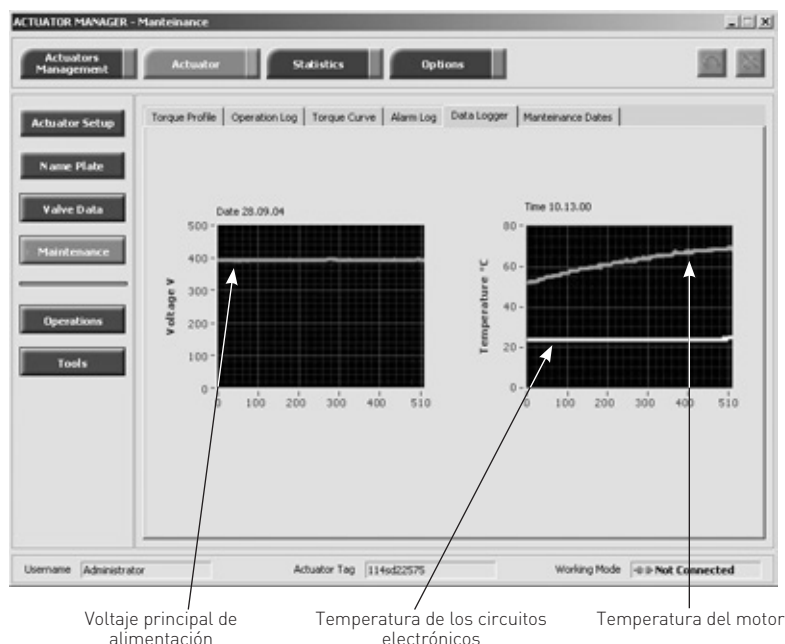 ACTUATOR MANAGER - Manteinance
Actuators Management
Actuator
Statistics
Options
Actuator Setup
Name Plate
Valve Data
Maintenance
Operations
Tools
Torque Profile
Operation Log
Torque Curve
Alarm Log
Data Logger
Manteinance Dates
Date 28.09.04
Voltage V
500
400
300
200
100
0
0
100
200
300
400
510
Time 10.13.00
Temperature °C
80
60
40
20
0
0
100
200
300
400
510
Username
Administrator
Actuator Tag
114sd22575
Working Mode
Not Connected
Voltaje principal de
alimentación
Temperatura de los circuitos
electrónicos
Temperatura del motor